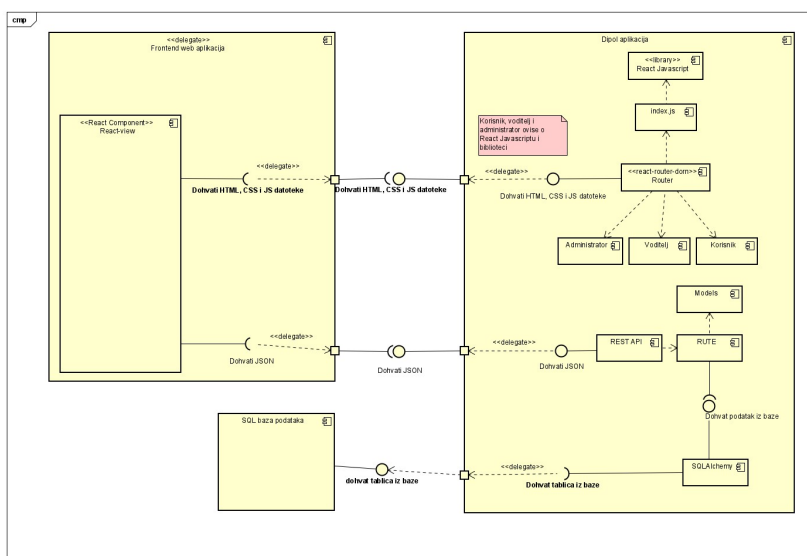 cmp
<<delegate>>
Frontend web aplikacija
<<React Component>>
React-view
<<delegate>>
Dohvati HTML, CSS i JS datoteke
<<delegate>>
Dohvati JSON
Dohvati HTML, CSS i JS datoteke
Dohvati JSON
SQL baza podataka
dohvat tablica iz baze
Dipol aplikacija
<<library>>
React Javascript
index.js
Korisnik, voditelj i
administrator ovise o
React Javascriptu i
biblioteci
<<delegate>>
Dohvati HTML, CSS i JS datoteke
<<react-router-dom>>
Router
Administrator
Voditelj
Korisnik
Models
<<delegate>>
Dohvati JSON
REST API
RUTE
Dohvat podatak iz baze
<<delegate>>
Dohvat tablica iz baze
SQLAlchemy